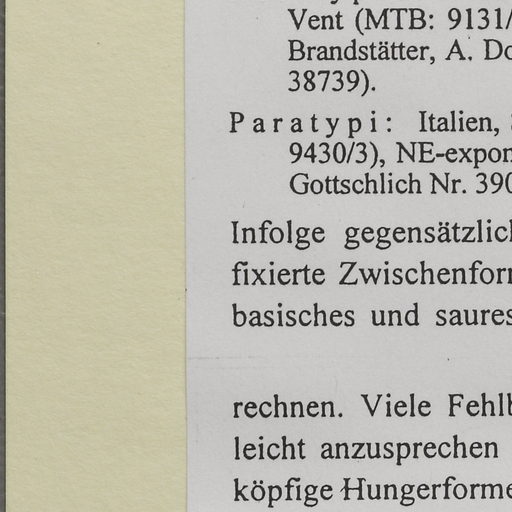 Vent (MTB: 9131/
Brandstätter, A. Do
38739).
Paratypi: Italien,
9430/3), NE-expon
Gottschlich Nr. 390
Infolge gegensätzlich
fixierte Zwischenform
basisches und saures
rechnen. Viele Fehlb
leicht anzusprechen
köpfige Hungerforme